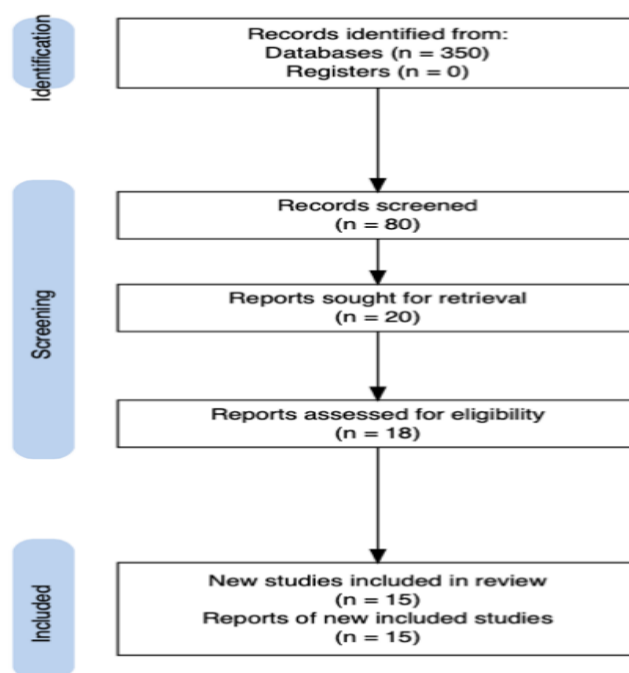 Identification
Records identified from:
Databases (n = 350)
Registers (n = 0)
Screening
Records screened
(n = 80)
Reports sought for retrieval
(n = 20)
Reports assessed for eligibility
(n = 18)
Included
New studies included in review
(n = 15)
Reports of new included studies
(n = 15)